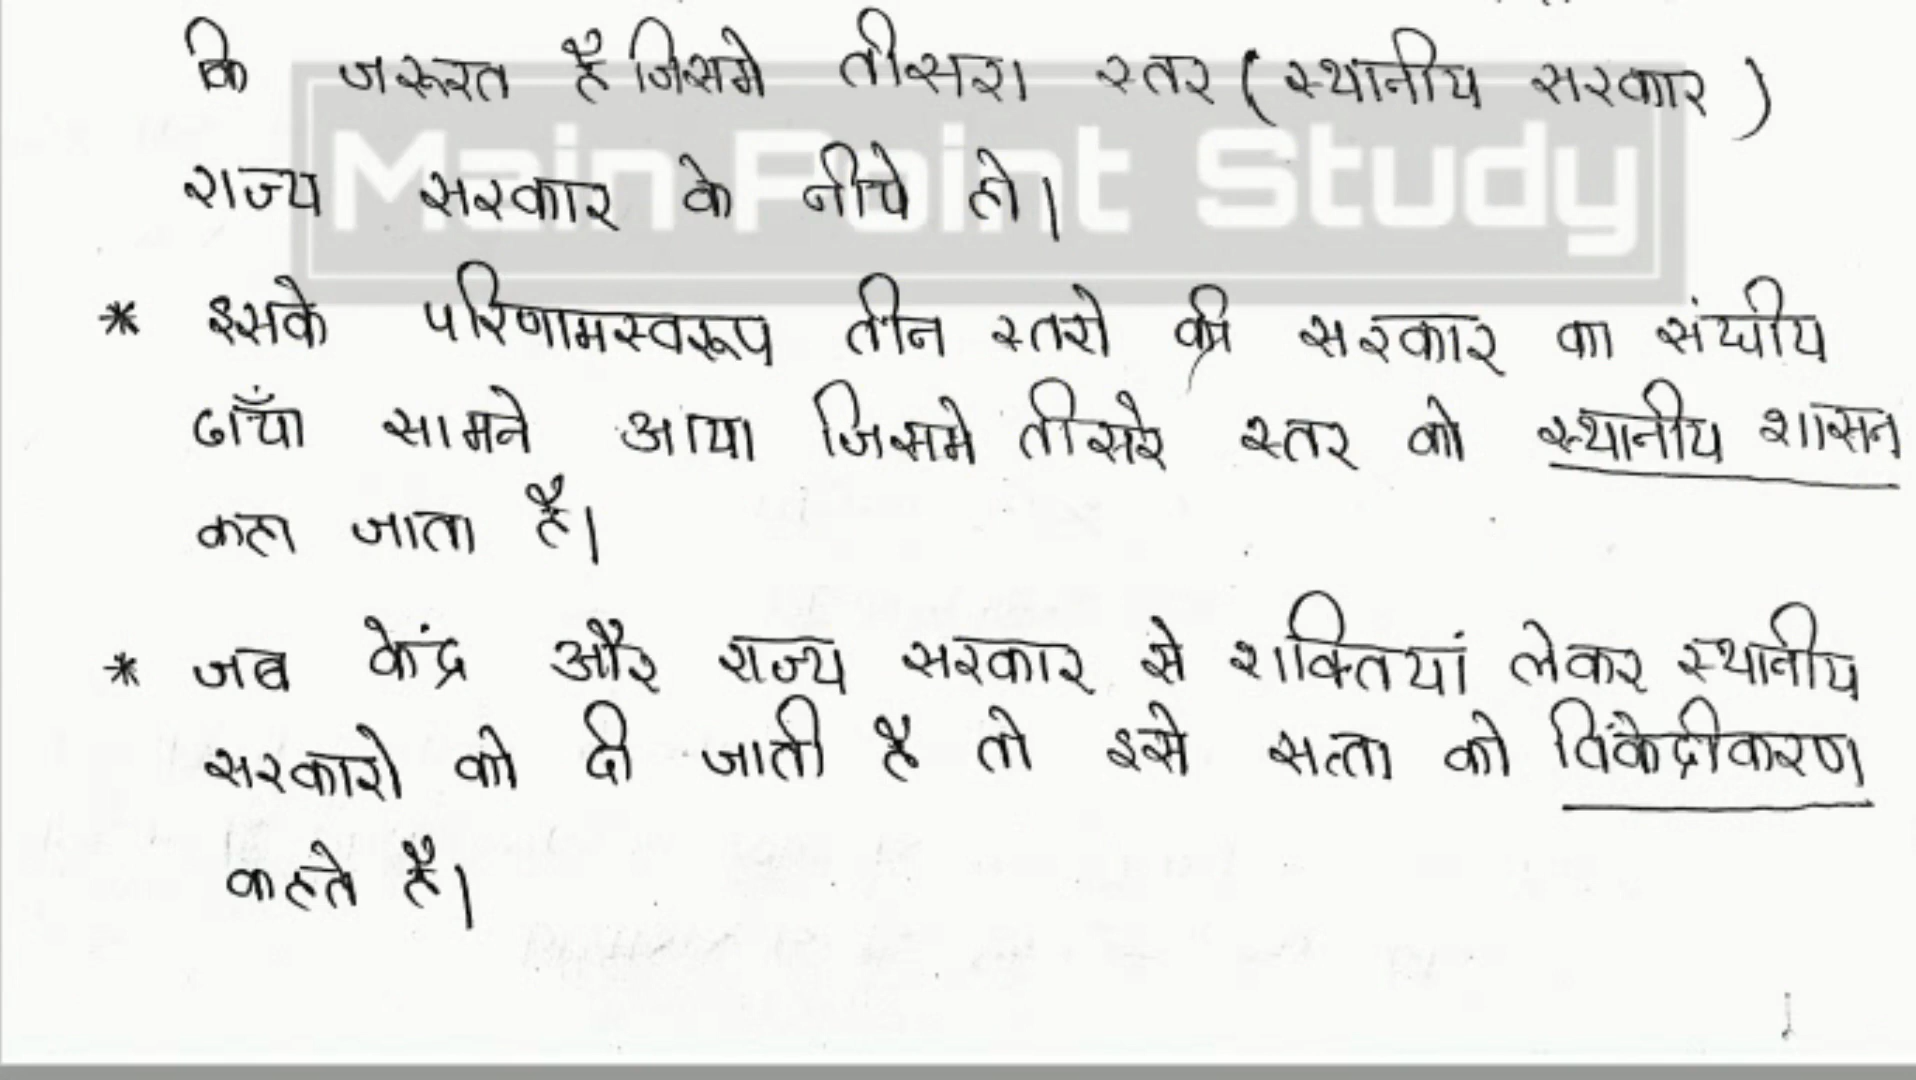 कि जरूरत है जिसमे तीसरा स्तर (स्थानीय सरकार)
Main Point Study
राज्य सरकार के नीचे हो।
* इसके परिणामस्वरूप तीन स्तरो की सरकार का संघीय
ढाँचा सामने आया जिसमे तीसरे स्तर को स्थानीय शासन
कहा जाता है।
* जब केंद्र और राज्य सरकार से शक्तियां लेकर स्थानीय
सरकारो को दी जाती है तो इसे सत्ता को विकेंद्रीकरण
कहते है।